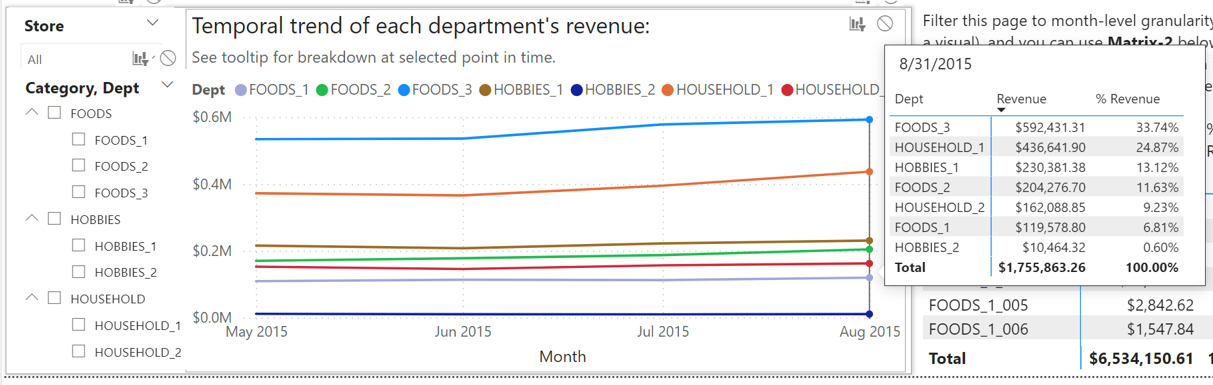 Store
All
Category, Dept
FOODS
FOODS_1
FOODS_2
FOODS_3
HOBBIES
HOBBIES_1
HOBBIES_2
HOUSEHOLD
HOUSEHOLD_1
HOUSEHOLD_2
Temporal trend of each department's revenue:
See tooltip for breakdown at selected point in time.
Dept FOODS_1 FOODS_2 FOODS_3 HOBBIES_1 HOBBIES_2 HOUSEHOLD_1 HOUSEHOLD_
$0.6M
$0.4M
$0.2M
$0.0M
May 2015 Jun 2015 Jul 2015 Aug 2015
Month
Filter this page to month-level granularity
a visual), and you can use Matrix-2 below
8/31/2015
Dept Revenue % Revenue
FOODS_3 $592,431.31 33.74%
HOUSEHOLD_1 $436,641.90 24.87%
HOBBIES_1 $230,381.38 13.12%
FOODS_2 $204,276.70 11.63%
HOUSEHOLD_2 $162,088.85 9.23%
FOODS_1 $119,578.80 6.81%
HOBBIES_2 $10,464.32 0.60%
Total $1,755,863.26 100.00%
FOODS_1_005 $2,842.62
FOODS_1_006 $1,547.84
Total $6,534,150.61 1